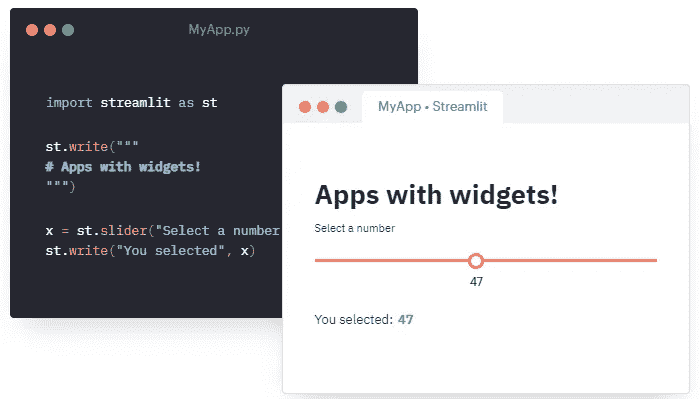 MyApp.py
import streamlit as st
st.write("""
# Apps with widgets!
""")
x = st.slider("Select a number
st.write("You selected", x)
MyApp • Streamlit
Apps with widgets!
Select a number
47
You selected: 47